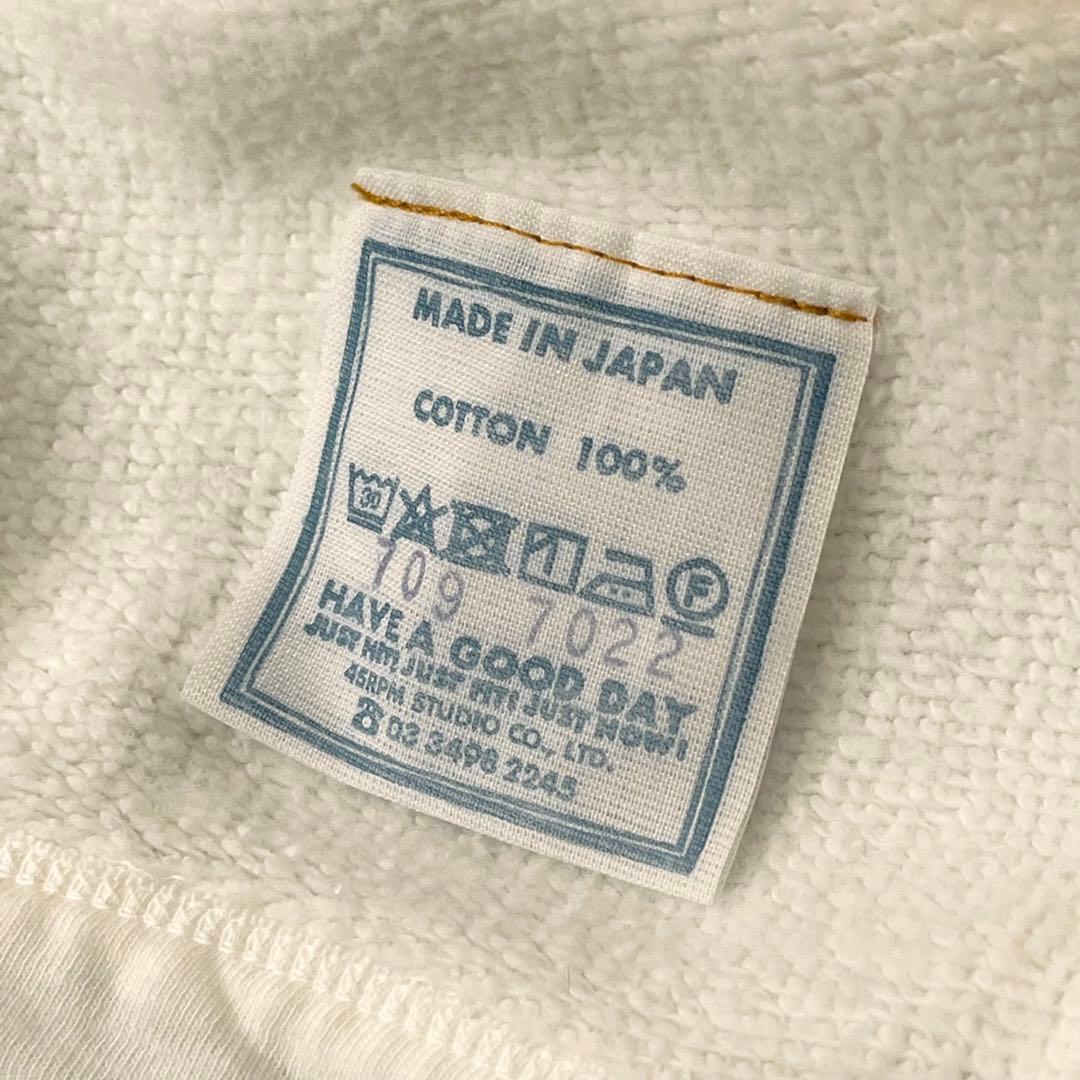 MADE IN JAPAN
COTTON 100%
30
F
709 7022
HAVE A GOOD DAY
JUST HIT! JUST HIT! JUST NOW!
45RPM STUDIO CO., LTD.
☎ 03 3498 2245